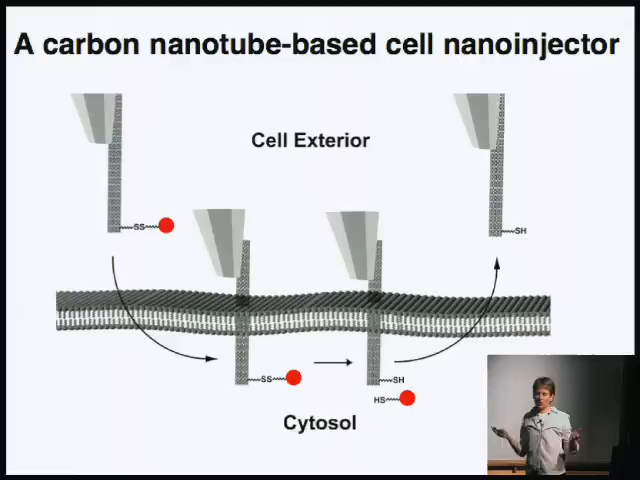 A carbon nanotube-based cell nanoinjector
Cell Exterior
SS
SH
SS
SH
HS
Cytosol